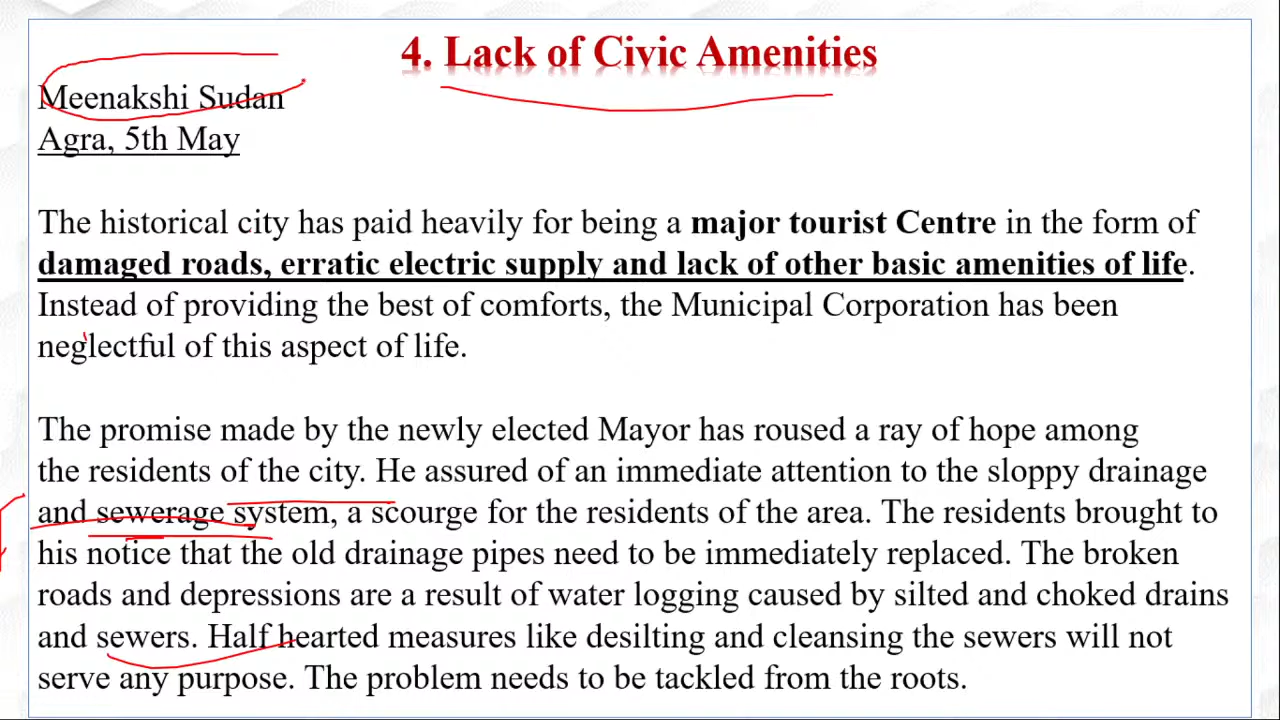 4. Lack of Civic Amenities
Meenakshi Sudan
Agra, 5th May
The historical city has paid heavily for being a major tourist Centre in the form of
damaged roads, erratic electric supply and lack of other basic amenities of life.
Instead of providing the best of comforts, the Municipal Corporation has been
neglectful of this aspect of life.
The promise made by the newly elected Mayor has roused a ray of hope among
the residents of the city. He assured of an immediate attention to the sloppy drainage
and sewerage system, a scourge for the residents of the area. The residents brought to
his notice that the old drainage pipes need to be immediately replaced. The broken
roads and depressions are a result of water logging caused by silted and choked drains
and sewers. Half hearted measures like desilting and cleansing the sewers will not
serve any purpose. The problem needs to be tackled from the roots.